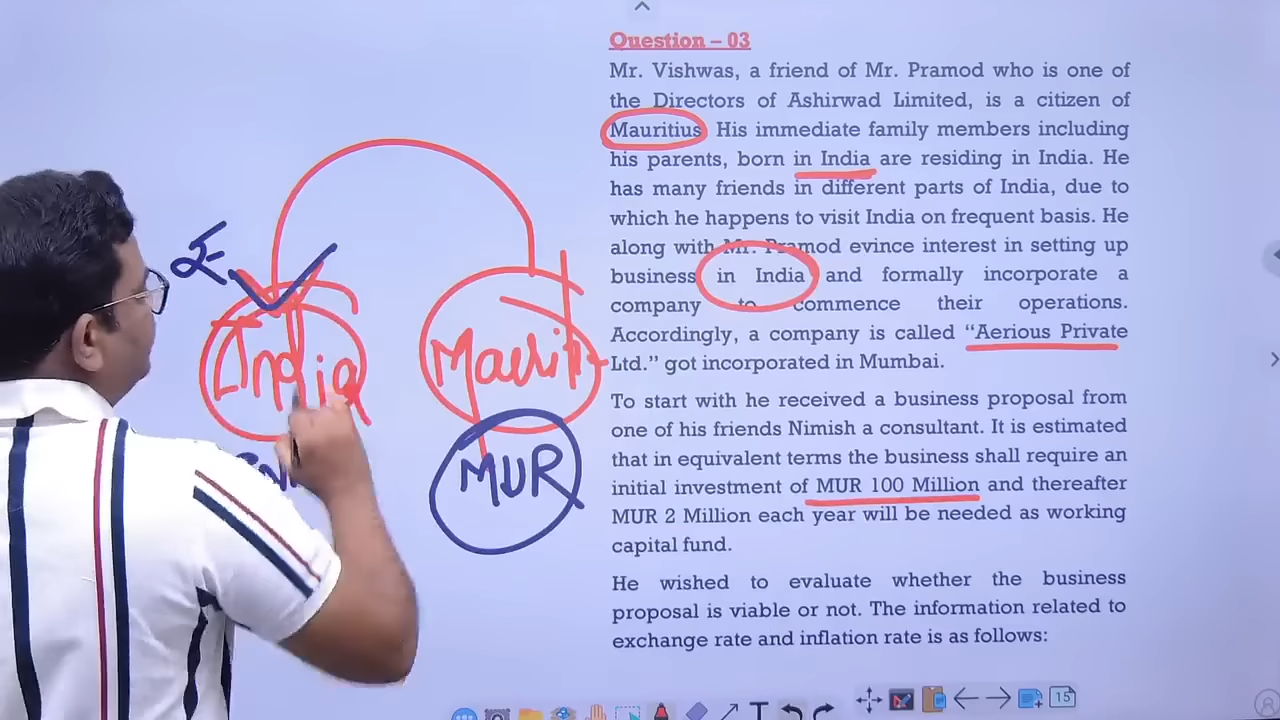 Question – 03
Mr. Vishwas, a friend of Mr. Pramod who is one of
the Directors of Ashirwad Limited, is a citizen of
Mauritius. His immediate family members including
his parents, born in India are residing in India. He
has many friends in different parts of India, due to
which he happens to visit India on frequent basis. He
along with Mr. Pramod evince interest in setting up
business in India and formally incorporate a
company to commence their operations.
Accordingly, a company is called “Aerious Private
Ltd.” got incorporated in Mumbai.
To start with he received a business proposal from
one of his friends Nimish a consultant. It is estimated
that in equivalent terms the business shall require an
initial investment of MUR 100 Million and thereafter
MUR 2 Million each year will be needed as working
capital fund.
He wished to evaluate whether the business
proposal is viable or not. The information related to
exchange rate and inflation rate is as follows:
India
Mauriti
MUR
15
T